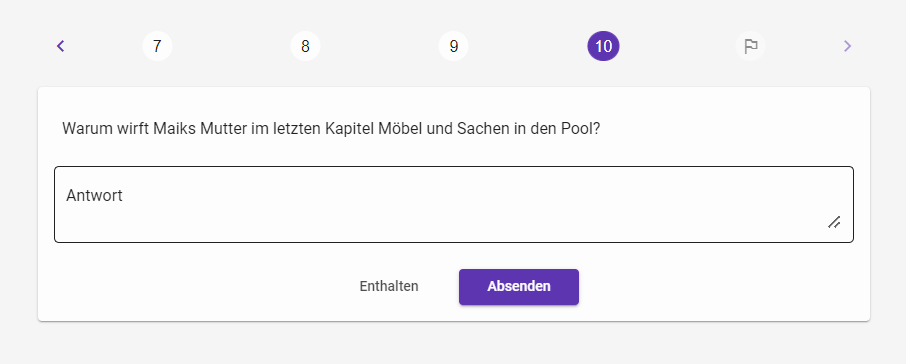 7 8 9 10
Warum wirft Maiks Mutter im letzten Kapitel Möbel und Sachen in den Pool?
Antwort
Enthalten Absenden